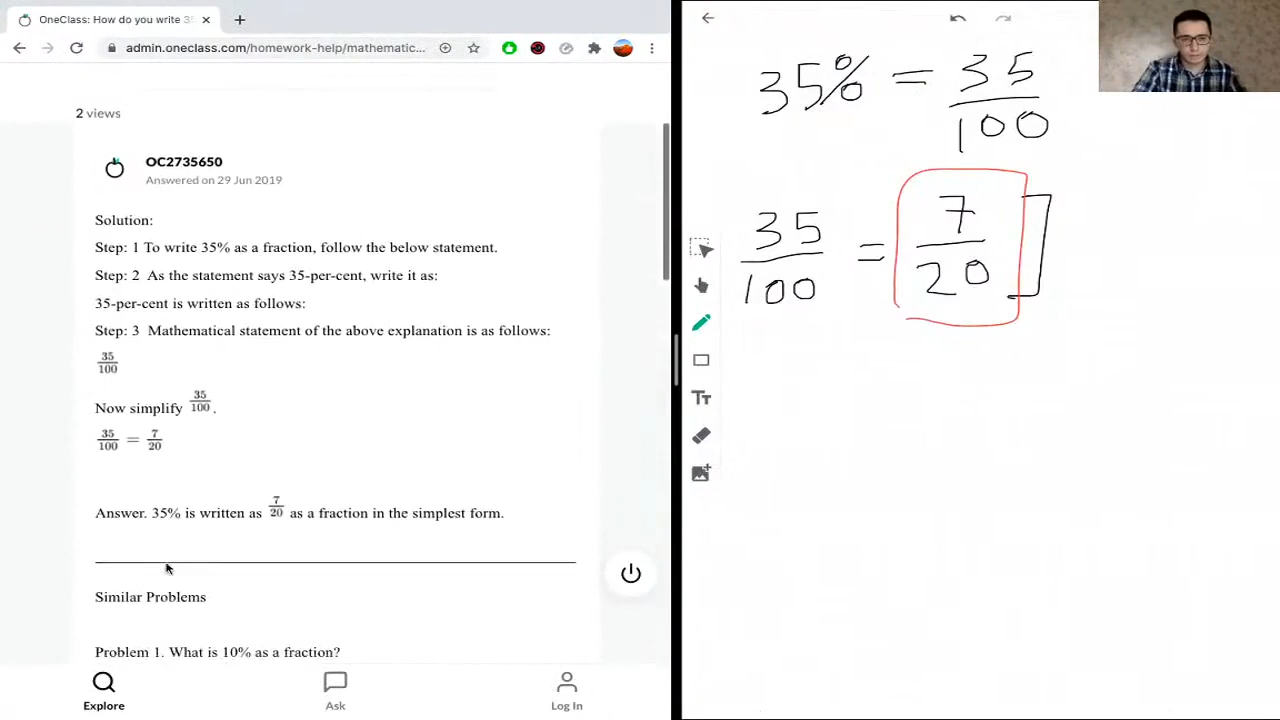 OneClass: How do you write 35
admin.oneclass.com/homework-help/mathematic...
2 views
OC2735650
Answered on 29 Jun 2019
Solution:
Step: 1 To write 35% as a fraction, follow the below statement.
Step: 2 As the statement says 35-per-cent, write it as:
35-per-cent is written as follows:
Step: 3 Mathematical statement of the above explanation is as follows:
35/100
Now simplify 35/100.
35/100 = 7/20
Answer. 35% is written as 7/20 as a fraction in the simplest form.
Similar Problems
Problem 1. What is 10% as a fraction?
Explore
Ask
Log In
35% = 35/100
35/100 = 7/20 ]
TT